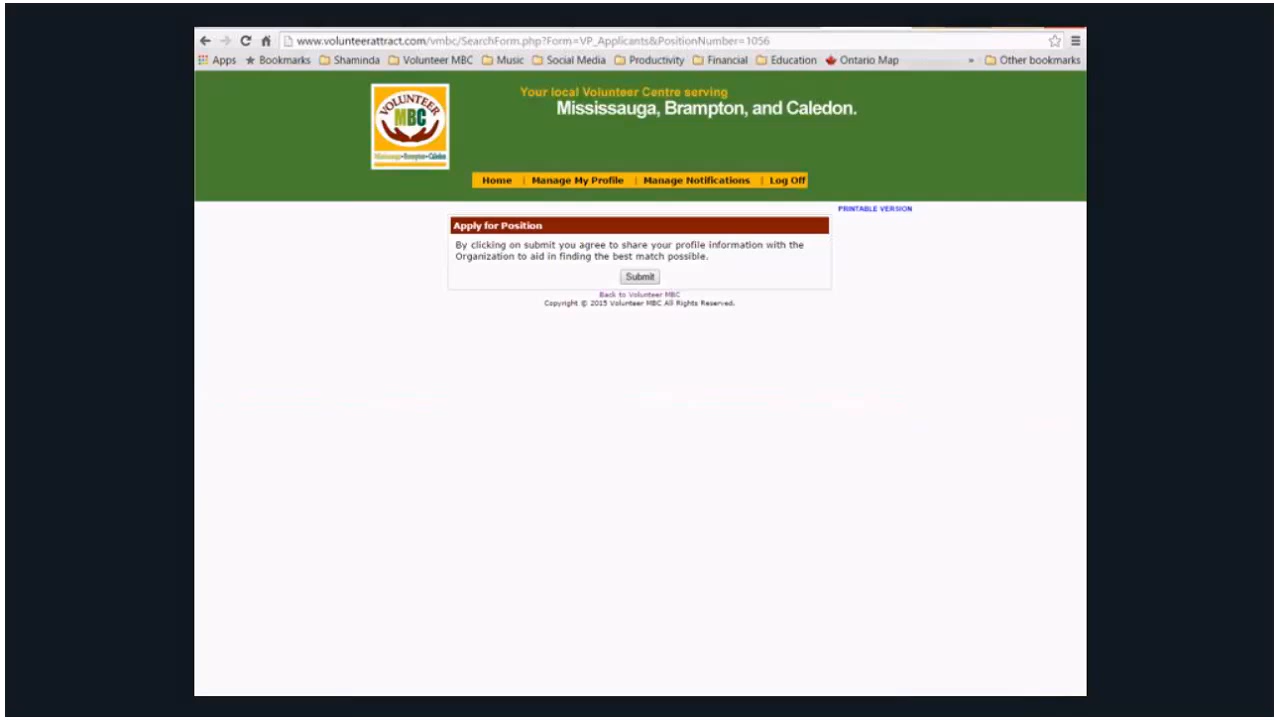 www.volunteerattract.com/vmbc/SearchForm.php?Form=VP_Applicants&PositionNumber=1056
Apps Bookmarks Shaminda Volunteer MBC Music Social Media Productivity Financial Education Ontario Map » Other bookmarks
Your local Volunteer Centre serving
Mississauga, Brampton, and Caledon.
VOLUNTEER
MBC
Mississauga•Brampton•Caledon
Home | Manage My Profile | Manage Notifications | Log Off
PRINTABLE VERSION
Apply for Position
By clicking on submit you agree to share your profile information with the
Organization to aid in finding the best match possible.
Submit
Back to Volunteer MBC
Copyright © 2015 Volunteer MBC All Rights Reserved.